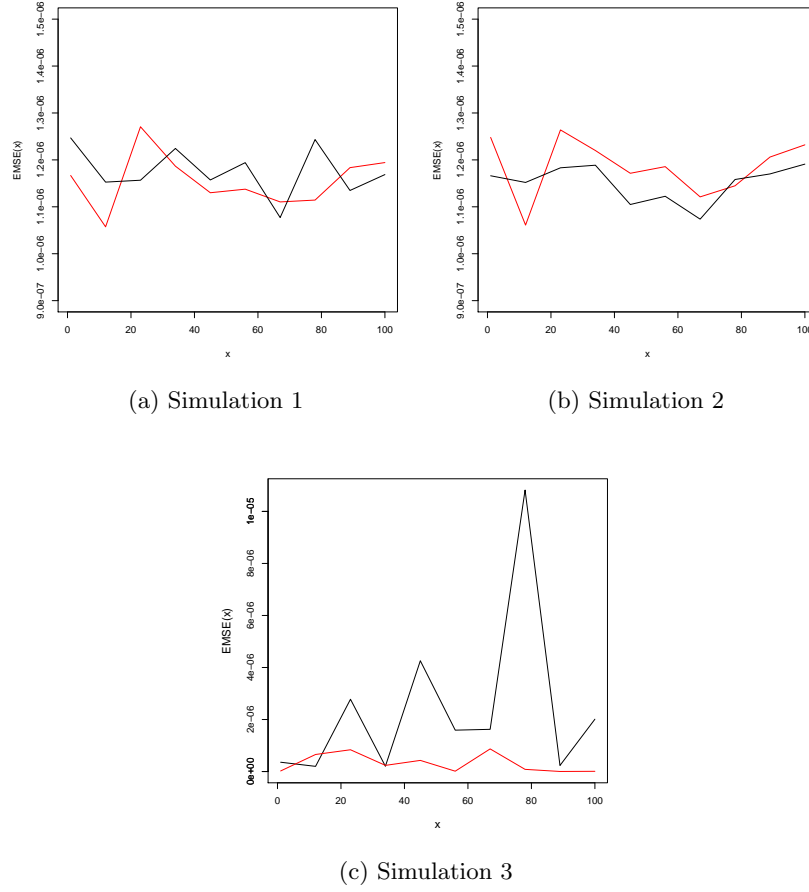 1.5e-06
1.4e-06
1.3e-06
1.2e-06
1.1e-06
1.0e-06
9.0e-07
EMSE(x)
0 20 40 60 80 100
x
(a) Simulation 1
1.5e-06
1.4e-06
1.3e-06
1.2e-06
1.1e-06
1.0e-06
9.0e-07
EMSE(x)
0 20 40 60 80 100
x
(b) Simulation 2
1e-05
8e-06
6e-06
4e-06
2e-06
0e+00
EMSE(x)
0 20 40 60 80 100
x
(c) Simulation 3